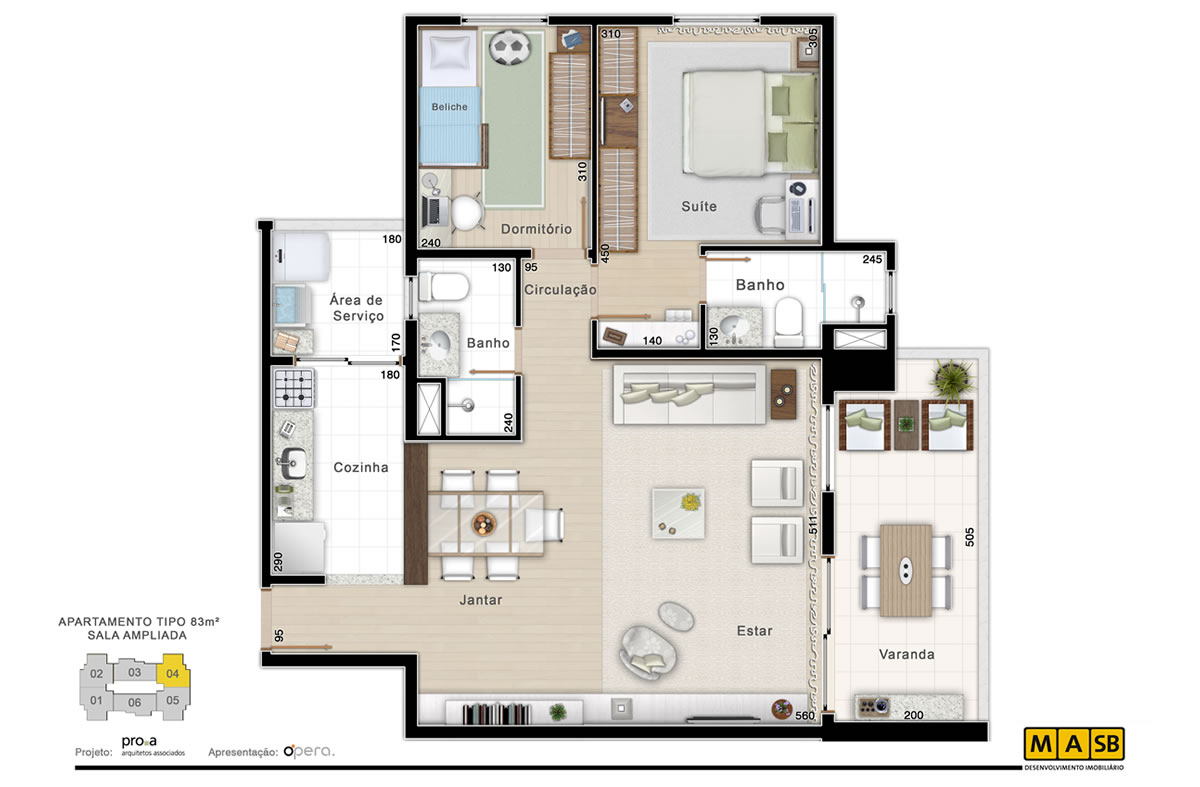 310
305
Beliche
310
Suíte
Dormitório
240
180
450
130
95
245
Circulação
Banho
Área de
Serviço
170
Banho
130
140
180
240
Cozinha
511
505
290
Jantar
Estar
95
Varanda
560
200
APARTAMENTO TIPO 83m²
SALA AMPLIADA
02 03 04
01 06 05
Projeto: pro.a
arquitetos associados
Apresentação: O'pera.
MASB
DESENVOLVIMENTO IMOBILIÁRIO